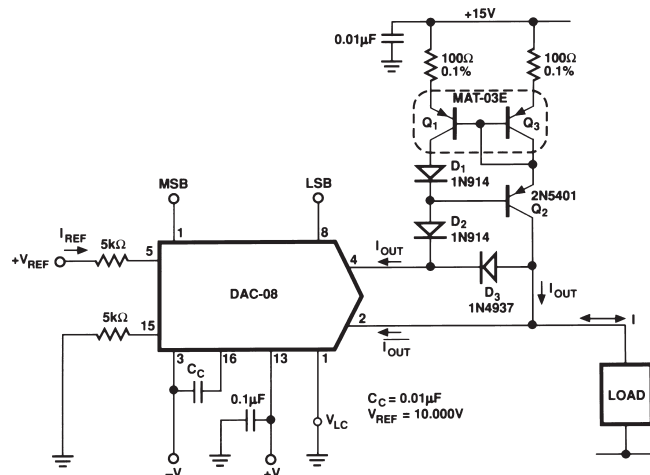 +15V
0.01μF
100Ω
0.1%
100Ω
0.1%
MAT-03E
Q1
Q3
D1
1N914
2N5401
Q2
D2
1N914
MSB
LSB
1
8
IREF
5kΩ
+VREF
5
4
IOUT
D3
1N4937
IOUT
DAC-08
5kΩ
15
2
IOUT
I
3
16
13
1
CC
0.1μF
VLC
CC = 0.01μF
VREF = 10.000V
LOAD
–V
+V